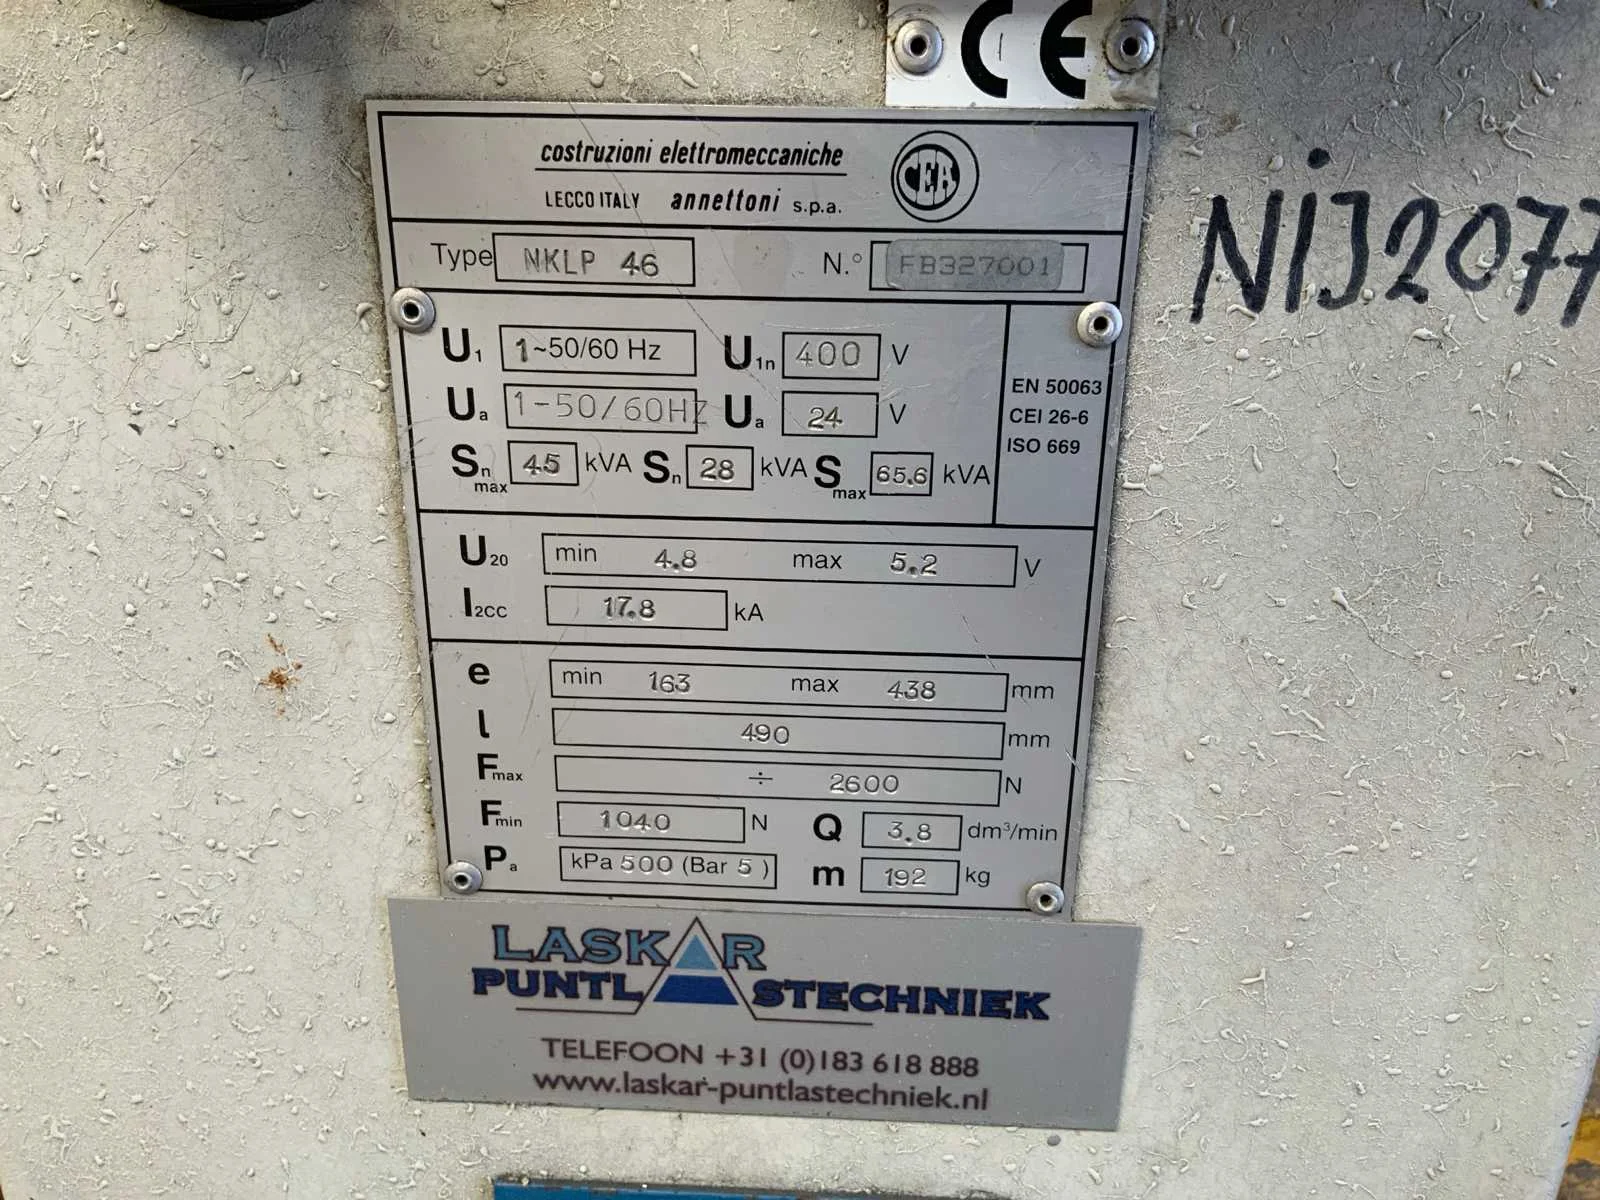 CE
costruzioni elettromeccaniche
LECCO ITALY annettoni s.p.a.
CEA
Type NKLP 46 N.° FB327001
U1 1~50/60 Hz U1n 400 V
Ua 1-50/60HZ Ua 24 V
Sn max 45 kVA Sn 28 kVA S max 65.6 kVA
EN 50063
CEI 26-6
ISO 669
U20 min 4.8 max 5.2 V
I2CC 17.8 kA
e min 163 max 438 mm
l 490 mm
Fmax ÷ 2600 N
Fmin 1040 N Q 3.8 dm³/min
Pa kPa 500 (Bar 5 ) m 192 kg
NIJ2077
LASKAR
PUNTLASTECHNIEK
TELEFOON +31 (0)183 618 888
www.laskar-puntlastechniek.nl